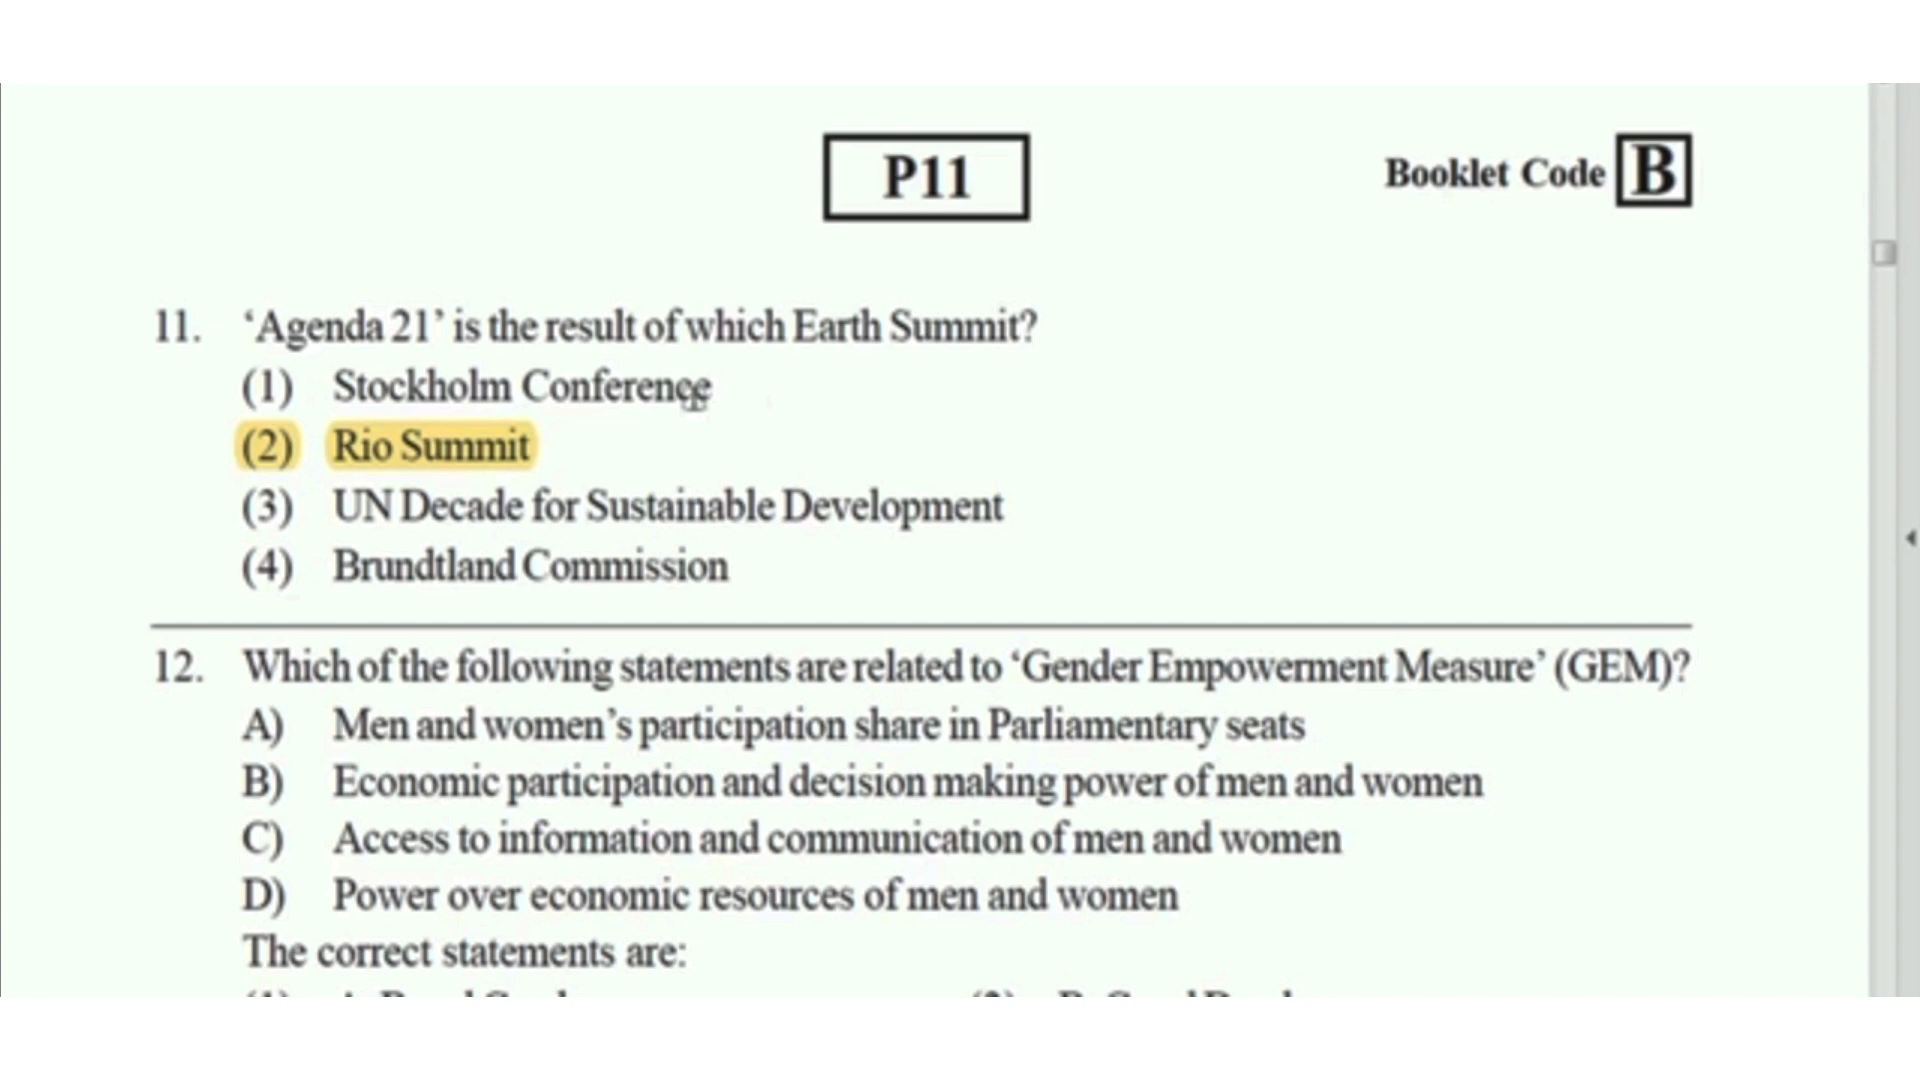 P11
Booklet Code B
11. ‘Agenda 21’ is the result of which Earth Summit?
(1) Stockholm Conference
(2) Rio Summit
(3) UN Decade for Sustainable Development
(4) Brundtland Commission
12. Which of the following statements are related to ‘Gender Empowerment Measure’ (GEM)?
A) Men and women’s participation share in Parliamentary seats
B) Economic participation and decision making power of men and women
C) Access to information and communication of men and women
D) Power over economic resources of men and women
The correct statements are: